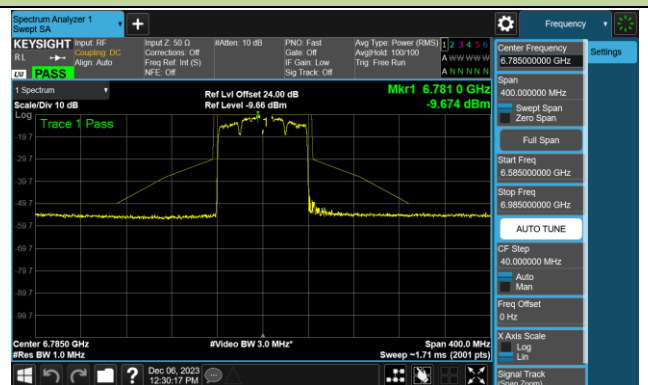 Spectrum Analyzer 1
Swept SA
Frequency
KEYSIGHT
RL
PASS
Input: RF
Coupling: DC
Align: Auto
Input Z: 50 Ω
Corrections: Off
Freq Ref: Int (S)
NFE: Off
#Atten: 10 dB
PNO: Fast
Gate: Off
IF Gain: Low
Sig Track: Off
Avg Type: Power (RMS)
Avg|Hold: 100/100
Trig: Free Run
1 2 3 4 5 6
A W W W W W
A N N N N N
1 Spectrum
Scale/Div 10 dB
Ref Lvl Offset 24.00 dB
Ref Level -9.66 dBm
Mkr1 6.781 0 GHz
-9.674 dBm
Log
Trace 1 Pass
-19.7
-29.7
-39.7
-49.7
-59.7
-69.7
-79.7
-89.7
-99.7
Center 6.7850 GHz
#Res BW 1.0 MHz
#Video BW 3.0 MHz*
Span 400.0 MHz
Sweep ~1.71 ms (2001 pts)
Dec 06, 2023
12:30:17 PM
Center Frequency
6.785000000 GHz
Span
400.000000 MHz
Swept Span
Zero Span
Full Span
Start Freq
6.585000000 GHz
Stop Freq
6.985000000 GHz
AUTO TUNE
CF Step
40.000000 MHz
Auto
Man
Freq Offset
0 Hz
X Axis Scale
Log
Lin
Signal Track
(Span Zoom)
Settings